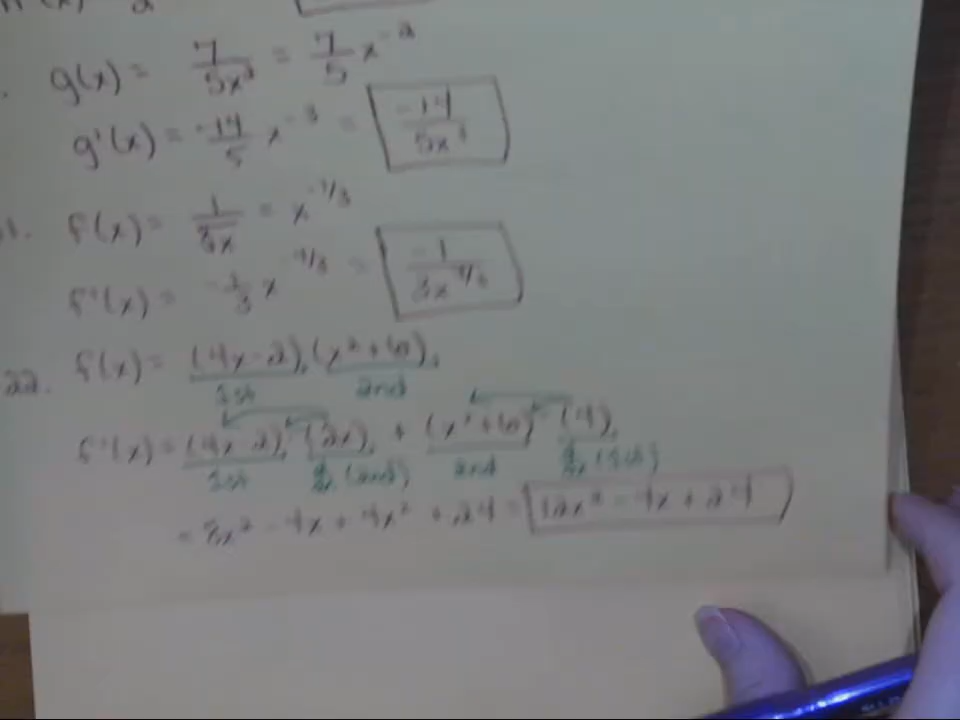 g(x) = 7/5x² = 7/5 x⁻²
g'(x) = -14/5 x⁻³ = -14/5x³
f(x) = 1/∛x = x^-1/3
f'(x) = -1/3 x^-4/3 = -1/3x^4/3
22. f(x) = (4x-2)(x²+6)
1st 2nd
f'(x) = (4x-2)(2x) + (x²+6)(4)
1st d/dx (2nd) 2nd d/dx (1st)
= 8x² - 4x + 4x² + 24 = 12x² - 4x + 24